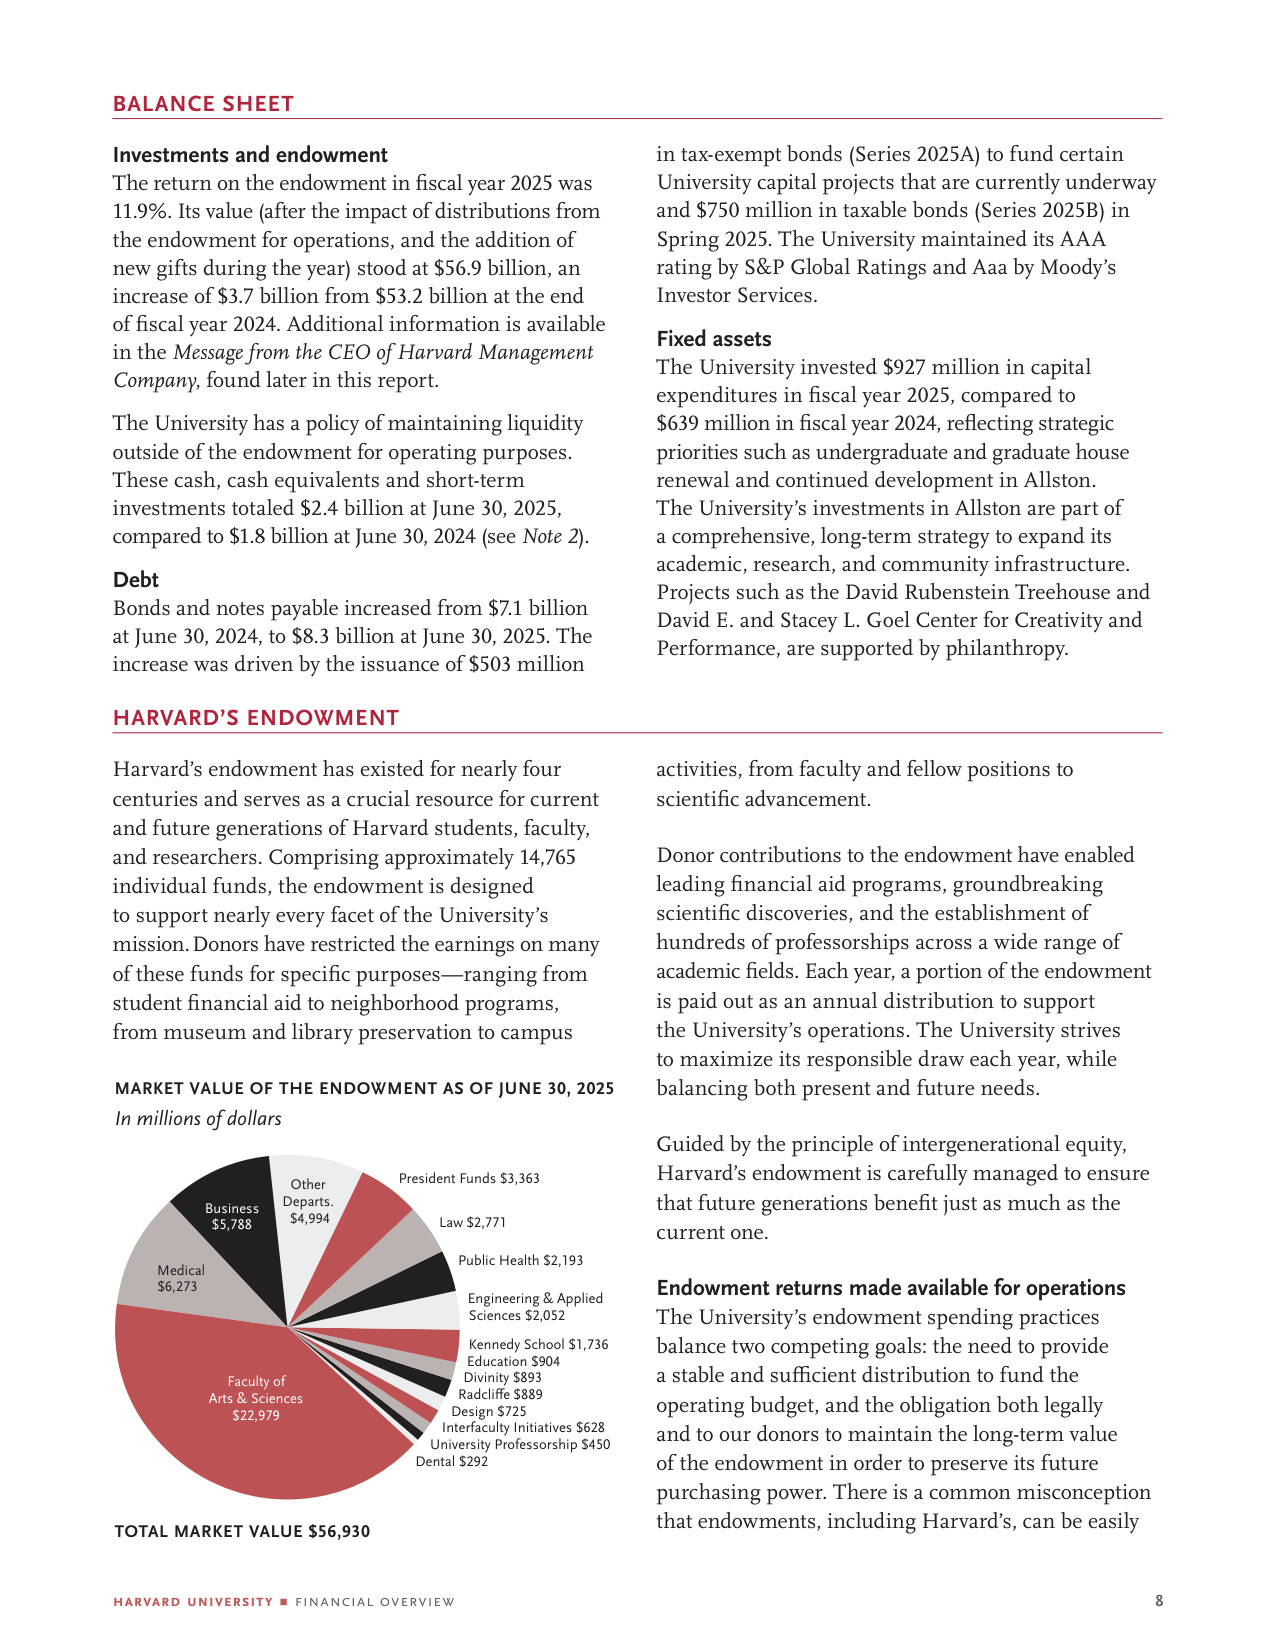 BALANCE SHEET
Investments and endowment
The return on the endowment in fiscal year 2025 was
11.9%. Its value (after the impact of distributions from
the endowment for operations, and the addition of
new gifts during the year) stood at $56.9 billion, an
increase of $3.7 billion from $53.2 billion at the end
of fiscal year 2024. Additional information is available
in the Message from the CEO of Harvard Management
Company, found later in this report.
The University has a policy of maintaining liquidity
outside of the endowment for operating purposes.
These cash, cash equivalents and short-term
investments totaled $2.4 billion at June 30, 2025,
compared to $1.8 billion at June 30, 2024 (see Note 2).
Debt
Bonds and notes payable increased from $7.1 billion
at June 30, 2024, to $8.3 billion at June 30, 2025. The
increase was driven by the issuance of $503 million
in tax-exempt bonds (Series 2025A) to fund certain
University capital projects that are currently underway
and $750 million in taxable bonds (Series 2025B) in
Spring 2025. The University maintained its AAA
rating by S&P Global Ratings and Aaa by Moody’s
Investor Services.
Fixed assets
The University invested $927 million in capital
expenditures in fiscal year 2025, compared to
$639 million in fiscal year 2024, reflecting strategic
priorities such as undergraduate and graduate house
renewal and continued development in Allston.
The University’s investments in Allston are part of
a comprehensive, long-term strategy to expand its
academic, research, and community infrastructure.
Projects such as the David Rubenstein Treehouse and
David E. and Stacey L. Goel Center for Creativity and
Performance, are supported by philanthropy.
HARVARD’S ENDOWMENT
Harvard’s endowment has existed for nearly four
centuries and serves as a crucial resource for current
and future generations of Harvard students, faculty,
and researchers. Comprising approximately 14,765
individual funds, the endowment is designed
to support nearly every facet of the University’s
mission. Donors have restricted the earnings on many
of these funds for specific purposes—ranging from
student financial aid to neighborhood programs,
from museum and library preservation to campus
MARKET VALUE OF THE ENDOWMENT AS OF JUNE 30, 2025
In millions of dollars
Other
Departs.
$4,994
President Funds $3,363
Law $2,771
Public Health $2,193
Engineering & Applied
Sciences $2,052
Kennedy School $1,736
Education $904
Divinity $893
Radcliffe $889
Design $725
Interfaculty Initiatives $628
University Professorship $450
Dental $292
Faculty of
Arts & Sciences
$22,979
Medical
$6,273
Business
$5,788
TOTAL MARKET VALUE $56,930
activities, from faculty and fellow positions to
scientific advancement.
Donor contributions to the endowment have enabled
leading financial aid programs, groundbreaking
scientific discoveries, and the establishment of
hundreds of professorships across a wide range of
academic fields. Each year, a portion of the endowment
is paid out as an annual distribution to support
the University’s operations. The University strives
to maximize its responsible draw each year, while
balancing both present and future needs.
Guided by the principle of intergenerational equity,
Harvard’s endowment is carefully managed to ensure
that future generations benefit just as much as the
current one.
Endowment returns made available for operations
The University’s endowment spending practices
balance two competing goals: the need to provide
a stable and sufficient distribution to fund the
operating budget, and the obligation both legally
and to our donors to maintain the long-term value
of the endowment in order to preserve its future
purchasing power. There is a common misconception
that endowments, including Harvard’s, can be easily
HARVARD UNIVERSITY ■ FINANCIAL OVERVIEW
8